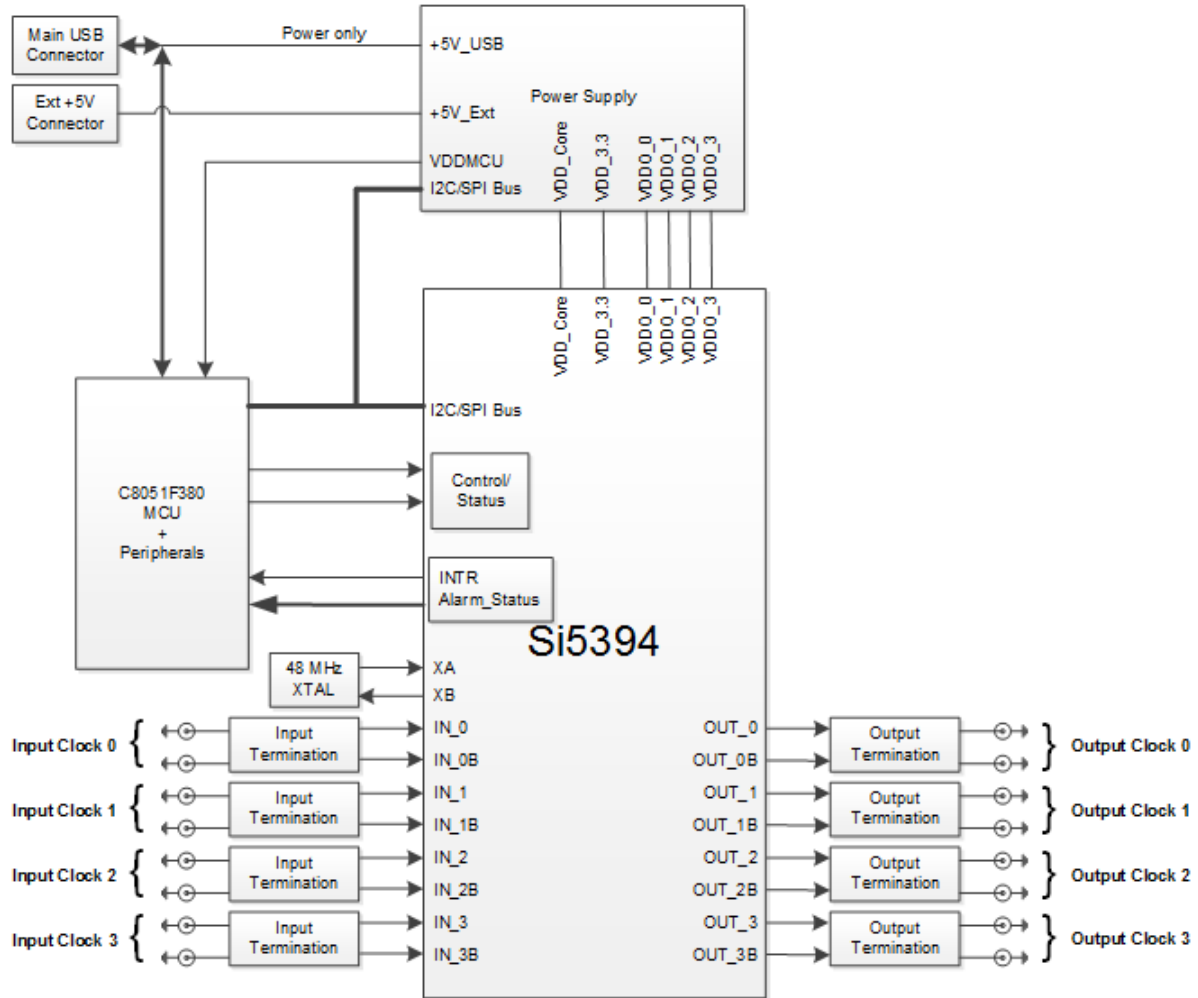 Main USB
Connector
Power only
+5V_USB
Ext +5V
Connector
+5V_Ext
Power Supply
VDDMCU
I2C/SPI Bus
VDD_Core
VDD_3.3
VDDO_0
VDDO_1
VDDO_2
VDDO_3
VDD_Core
VDD_3.3
VDDO_0
VDDO_1
VDDO_2
VDDO_3
I2C/SPI Bus
C8051F380
MCU
+
Peripherals
Control/
Status
INTR
Alarm_Status
Si5394
48 MHz
XTAL
XA
XB
Input Clock 0
Input
Termination
IN_0
IN_0B
Input Clock 1
Input
Termination
IN_1
IN_1B
Input Clock 2
Input
Termination
IN_2
IN_2B
Input Clock 3
Input
Termination
IN_3
IN_3B
OUT_0
OUT_0B
Output
Termination
Output Clock 0
OUT_1
OUT_1B
Output
Termination
Output Clock 1
OUT_2
OUT_2B
Output
Termination
Output Clock 2
OUT_3
OUT_3B
Output
Termination
Output Clock 3